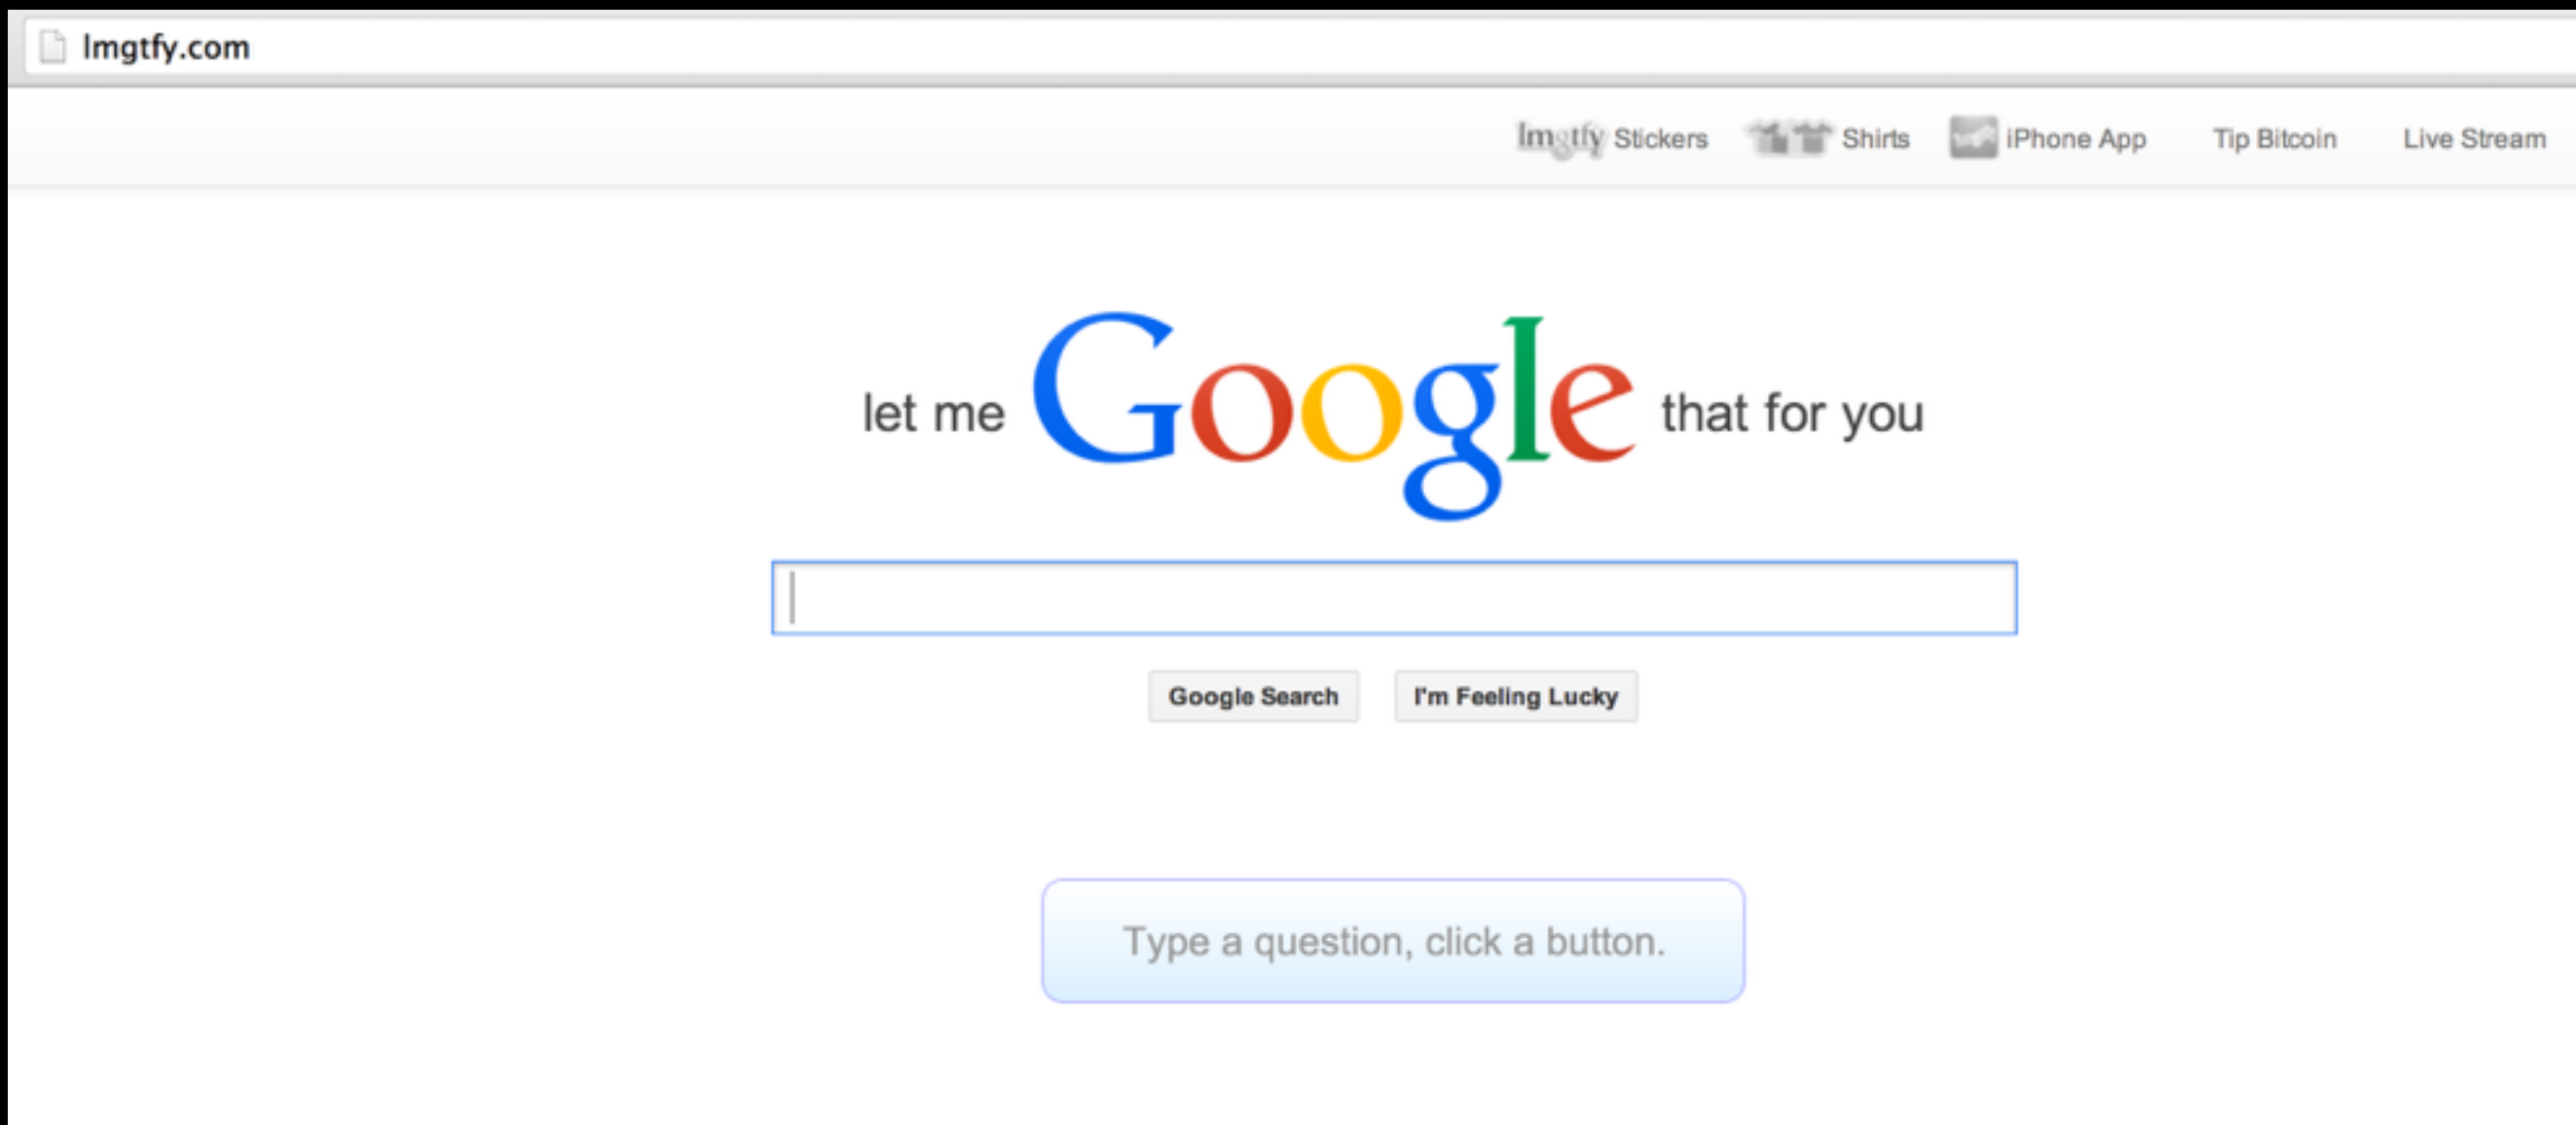 lmgtfy.com
lmgtfy Stickers Shirts iPhone App Tip Bitcoin Live Stream
let me Google that for you
Google Search I'm Feeling Lucky
Type a question, click a button.